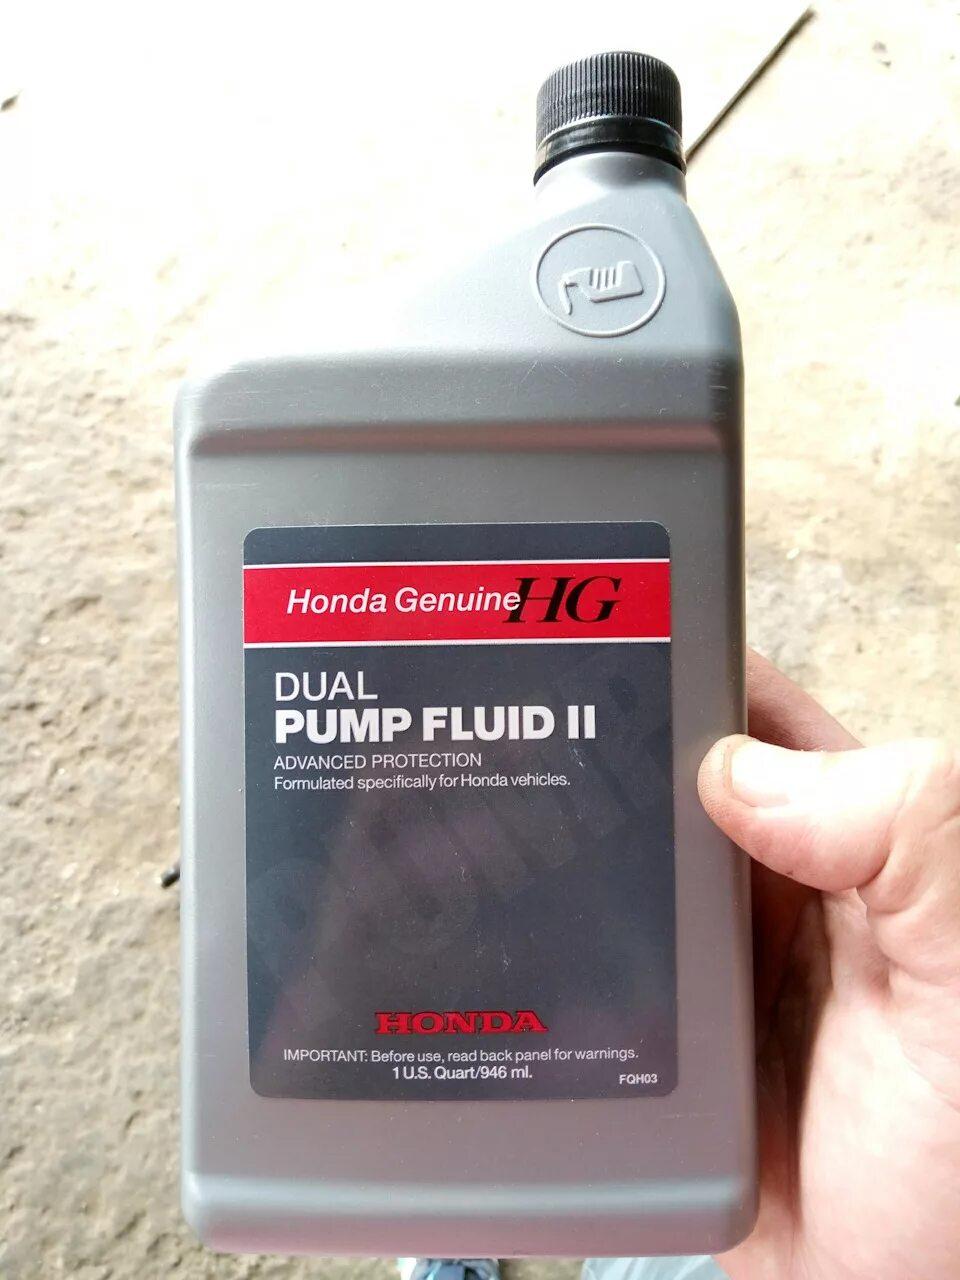 Honda Genuine HG
DUAL
PUMP FLUID II
ADVANCED PROTECTION
Formulated specifically for Honda vehicles.
HONDA
IMPORTANT: Before use, read back panel for warnings.
1 U.S. Quart/946 ml.
FQH03